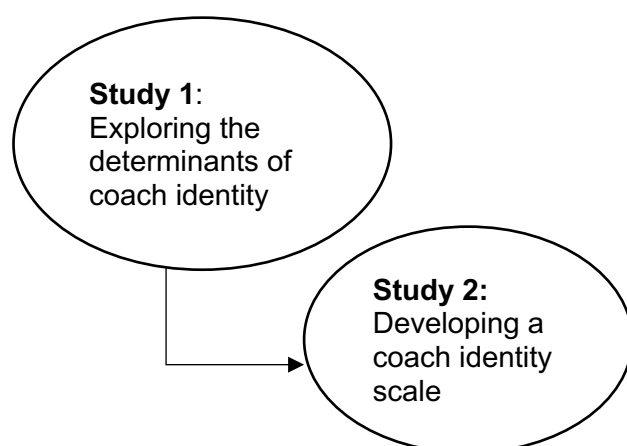 Study 1:
Exploring the
determinants of
coach identity
Study 2:
Developing a
coach identity
scale